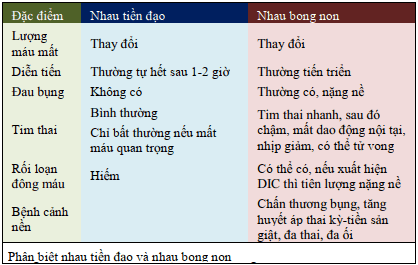 Đặc điểm Nhau tiền đạo Nhau bong non
Lượng
máu mất
Thay đổi
Thay đổi
Diễn tiến
Thường tự hết sau 1-2 giờ
Thường tiến triển
Đau bụng
Không có
Thường có, nặng nề
Tim thai
Bình thường
Chỉ bất thường nếu mất
máu quan trọng
Tim thai nhanh, sau đó
chậm, mất dao động nội tại,
nhịp giảm, có thể tử vong
Rối loạn
đông máu
Hiếm
Có thể có, nếu xuất hiện
DIC thì tiên lượng nặng nề
Bệnh cảnh
nền
Chấn thương bụng, tăng
huyết áp thai kỳ-tiền sản
giật, đa thai, đa ối
Phân biệt nhau tiền đạo và nhau bong non